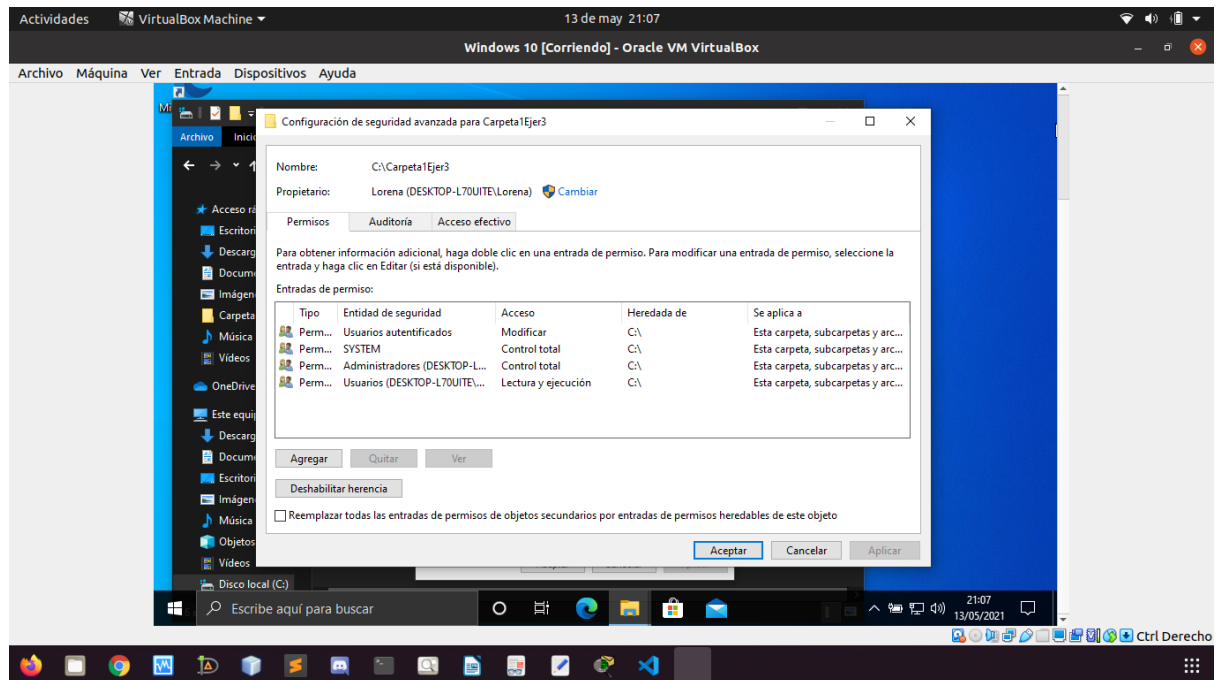 Actividades VirtualBox Machine 13 de may 21:07
Windows 10 [Corriendo] - Oracle VM VirtualBox
Archivo Máquina Ver Entrada Dispositivos Ayuda
Configuración de seguridad avanzada para Carpeta1Ejer3
Archivo Inicio
Nombre: C:\Carpeta1Ejer3
Propietario: Lorena (DESKTOP-L70UITE\Lorena) Cambiar
Permisos Auditoría Acceso efectivo
Para obtener información adicional, haga doble clic en una entrada de permiso. Para modificar una entrada de permiso, seleccione la
entrada y haga clic en Editar (si está disponible).
Entradas de permiso:
Tipo Entidad de seguridad Acceso Heredada de Se aplica a
Perm... Usuarios autentificados Modificar C:\ Esta carpeta, subcarpetas y arc...
Perm... SYSTEM Control total C:\ Esta carpeta, subcarpetas y arc...
Perm... Administradores (DESKTOP-L... Control total C:\ Esta carpeta, subcarpetas y arc...
Perm... Usuarios (DESKTOP-L70UITE\... Lectura y ejecución C:\ Esta carpeta, subcarpetas y arc...
Agregar Quitar Ver
Deshabilitar herencia
Reemplazar todas las entradas de permisos de objetos secundarios por entradas de permisos heredables de este objeto
Aceptar Cancelar Aplicar
Acceso rá
Escritori
Descarg
Docume
Imágen
Carpeta
Música
Vídeos
OneDrive
Este equip
Descarg
Docume
Escritori
Imágen
Música
Objetos
Vídeos
Disco local (C:)
Escribe aquí para buscar
21:07
13/05/2021
Ctrl Derecho